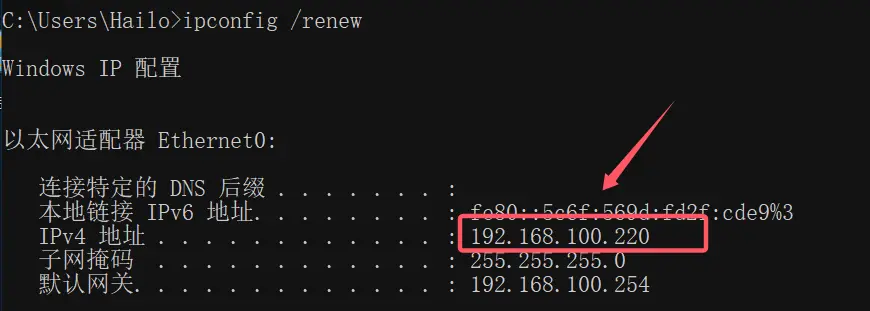 C:\Users\Hailo>ipconfig /renew
Windows IP 配置
以太网适配器 Ethernet0:
连接特定的 DNS 后缀 . . . . . . . :
本地链接 IPv6 地址. . . . . . . . : fe80::5c6f:569d:fd2f:cde9%3
IPv4 地址 . . . . . . . . . . . . : 192.168.100.220
子网掩码 . . . . . . . . . . . . : 255.255.255.0
默认网关. . . . . . . . . . . . . : 192.168.100.254